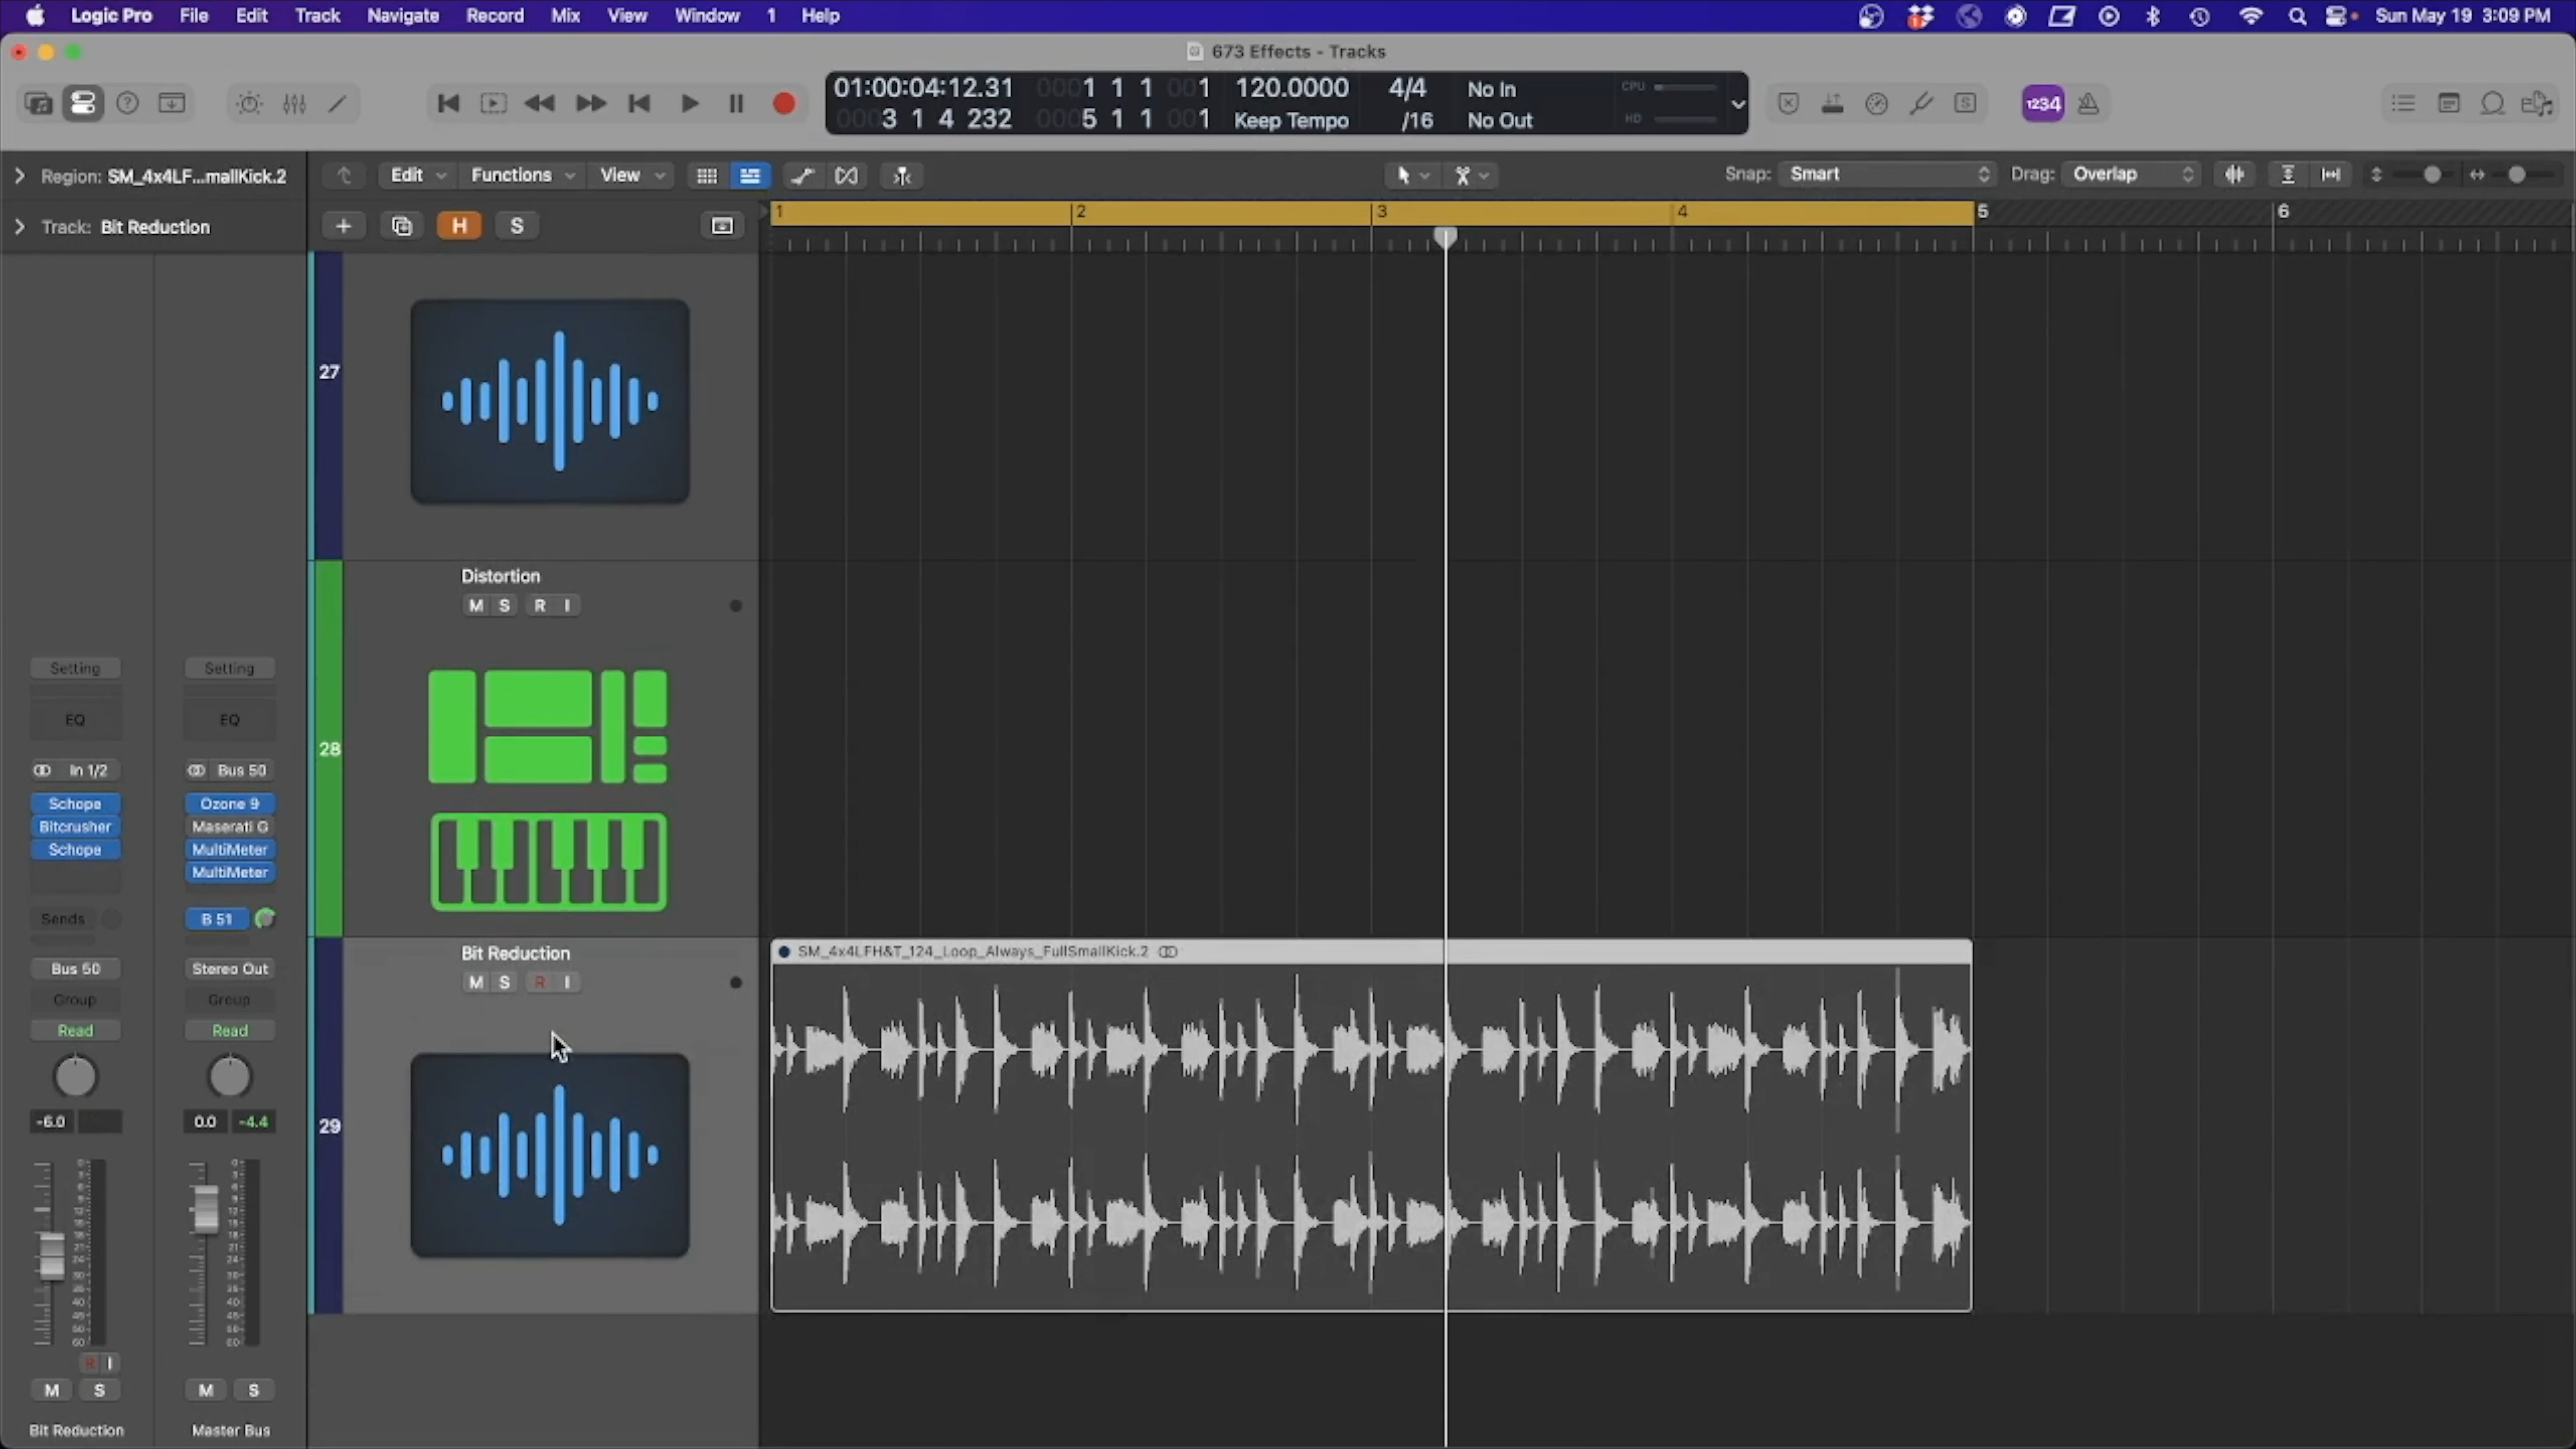 Logic Pro File Edit Track Navigate Record Mix View Window 1 Help Sun May 19 3:09 PM
673 Effects - Tracks
01:00:04:12.31 0001 1 1 001 120.0000 4/4 No In CPU
0003 1 4 232 0005 1 1 001 Keep Tempo /16 No Out HD
1234
Region: SM_4x4LF...mallKick.2 Edit Functions View Snap: Smart Drag: Overlap
Track: Bit Reduction H S 1 2 3 4 5 6
27
Distortion
M S R I
28
Setting Setting
EQ EQ
In 1/2 Bus 50
Schope Ozone 9
Bitcrusher Maserati G
Schope MultiMeter
MultiMeter
Sends B 51
Bit Reduction SM_4x4LFH&T_124_Loop_Always_FullSmallKick.2
Bus 50 Stereo Out M S R I
Group Group
Read Read
-6.0 0.0 -4.4
29
R I
M S M S
Bit Reduction Master Bus